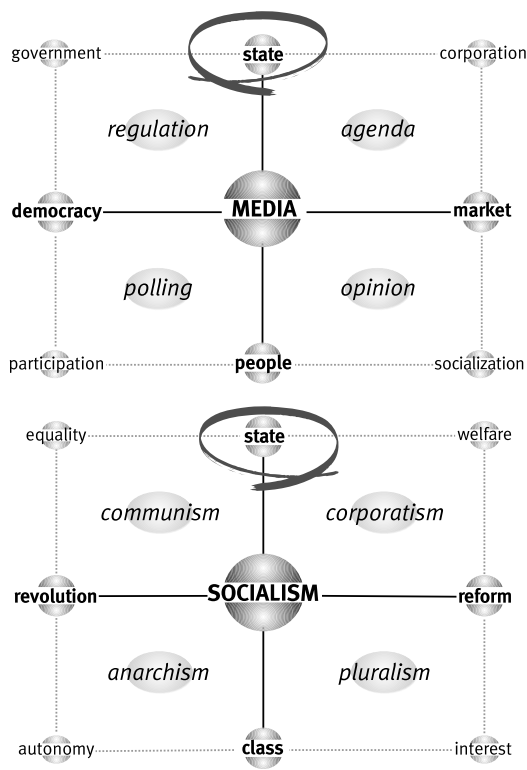 government state corporation
regulation agenda
democracy MEDIA market
polling opinion
participation people socialization
equality state welfare
communism corporatism
revolution SOCIALISM reform
anarchism pluralism
autonomy class interest